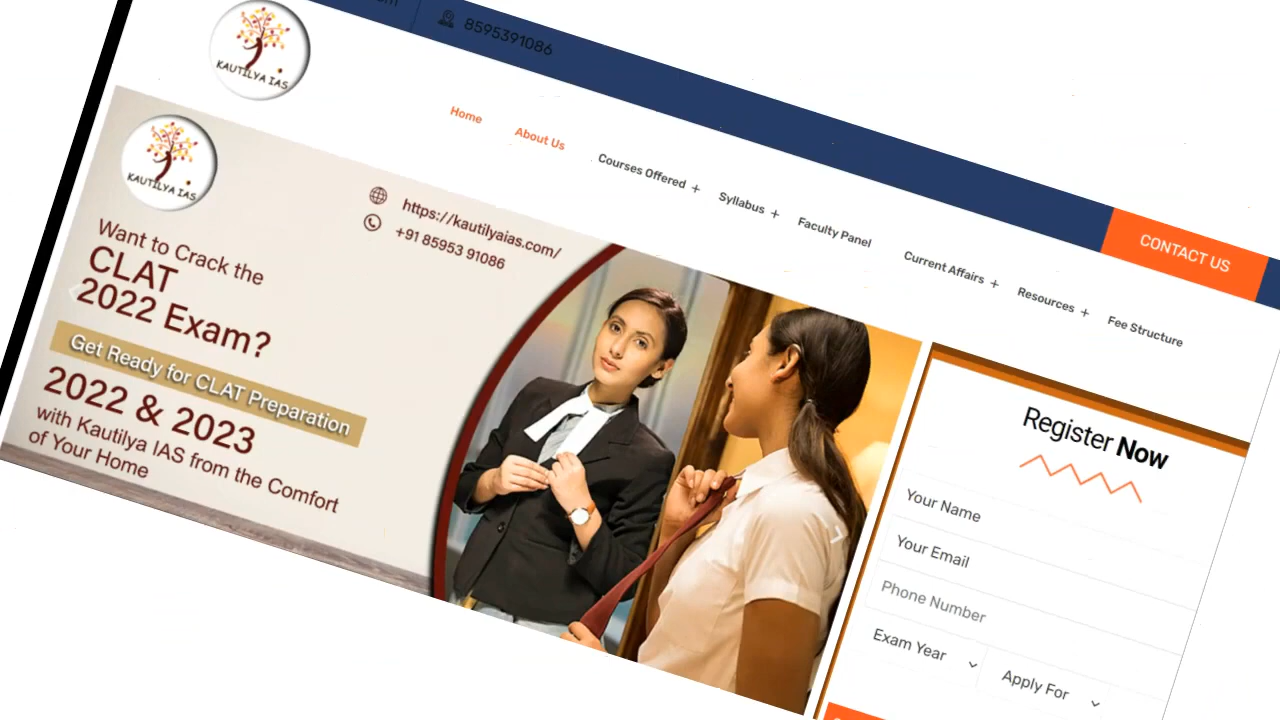 8595391086
KAUTILYA IAS
Home
About Us
Courses Offered +
Syllabus +
Faculty Panel
Current Affairs +
Resources +
Fee Structure
CONTACT US
KAUTILYA IAS
https://kautilyaias.com/
+91 85953 91086
Want to Crack the
CLAT
2022 Exam?
Get Ready for CLAT Preparation
2022 & 2023
with Kautilya IAS from the Comfort
of Your Home
Register Now
Your Name
Your Email
Phone Number
Exam Year
Apply For